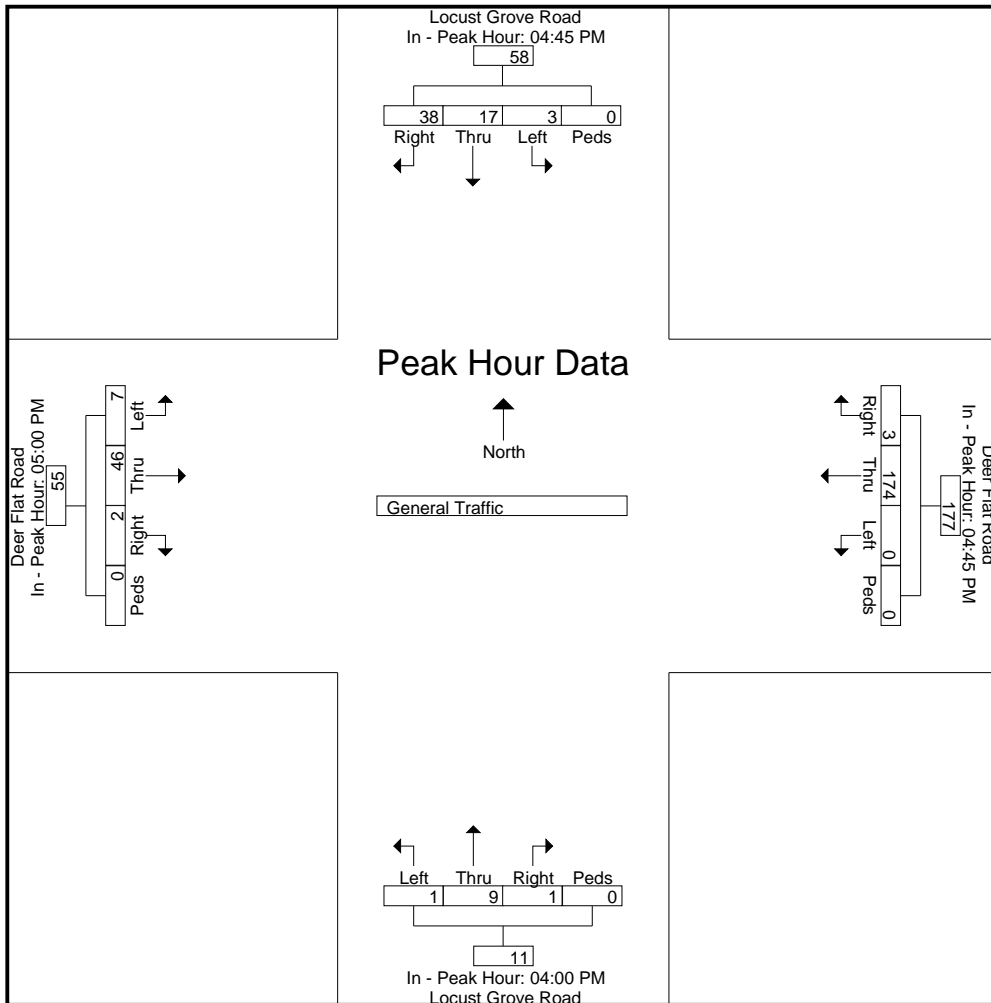 Locust Grove Road
In - Peak Hour: 04:45 PM
58
38 17 3 0
Right Thru Left Peds
Peak Hour Data
North
General Traffic
Deer Flat Road
In - Peak Hour: 05:00 PM
55
7 46 2 0
Left Thru Right Peds
Deer Flat Road
In - Peak Hour: 04:45 PM
177
3 174 0 0
Right Thru Left Peds
Left Thru Right Peds
1 9 1 0
11
In - Peak Hour: 04:00 PM
Locust Grove Road